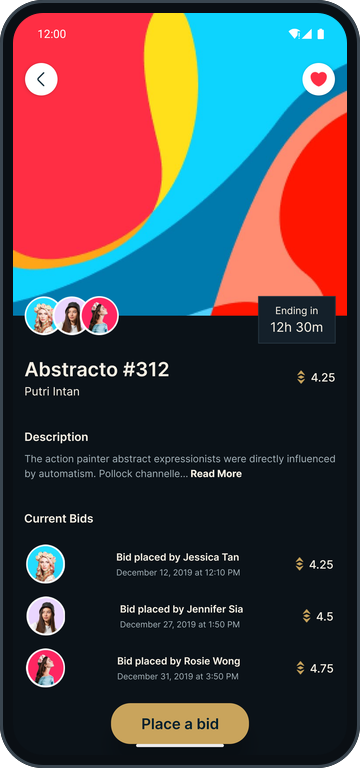 12:00
Ending in
12h 30m
Abstracto #312
4.25
Putri Intan
Description
The action painter abstract expressionists were directly influenced
by automatism. Pollock channelle... Read More
Current Bids
Bid placed by Jessica Tan
December 12, 2019 at 12:10 PM
4.25
Bid placed by Jennifer Sia
December 27, 2019 at 1:50 PM
4.5
Bid placed by Rosie Wong
December 31, 2019 at 3:50 PM
4.75
Place a bid